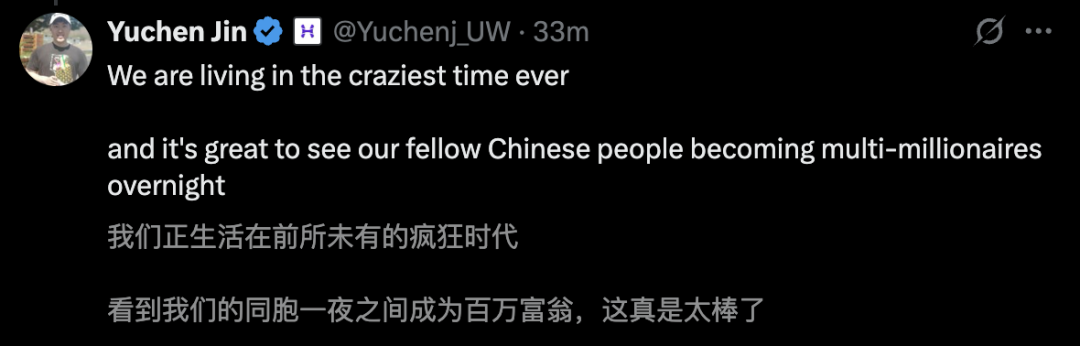 Yuchen Jin @Yuchenj_UW · 33m
We are living in the craziest time ever
and it's great to see our fellow Chinese people becoming multi-millionaires
overnight
我们正生活在前所未有的疯狂时代
看到我们的同胞一夜之间成为百万富翁，这真是太棒了